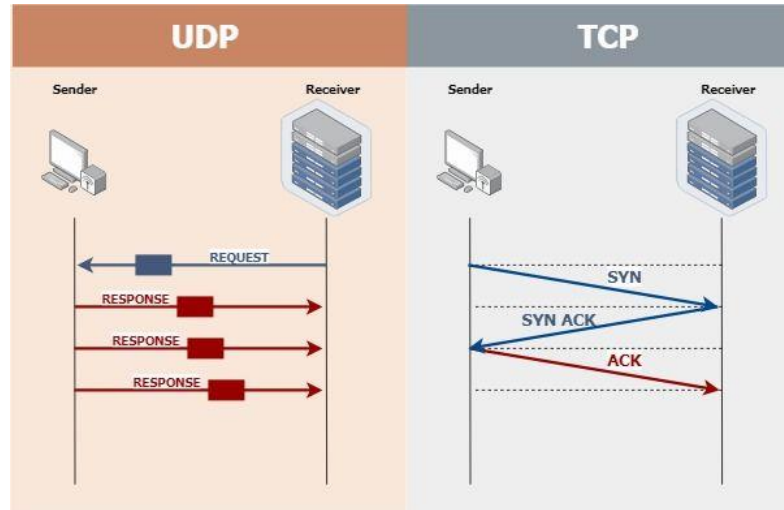 UDP
TCP
Sender
Receiver
Sender
Receiver
REQUEST
RESPONSE
RESPONSE
RESPONSE
SYN
SYN ACK
ACK